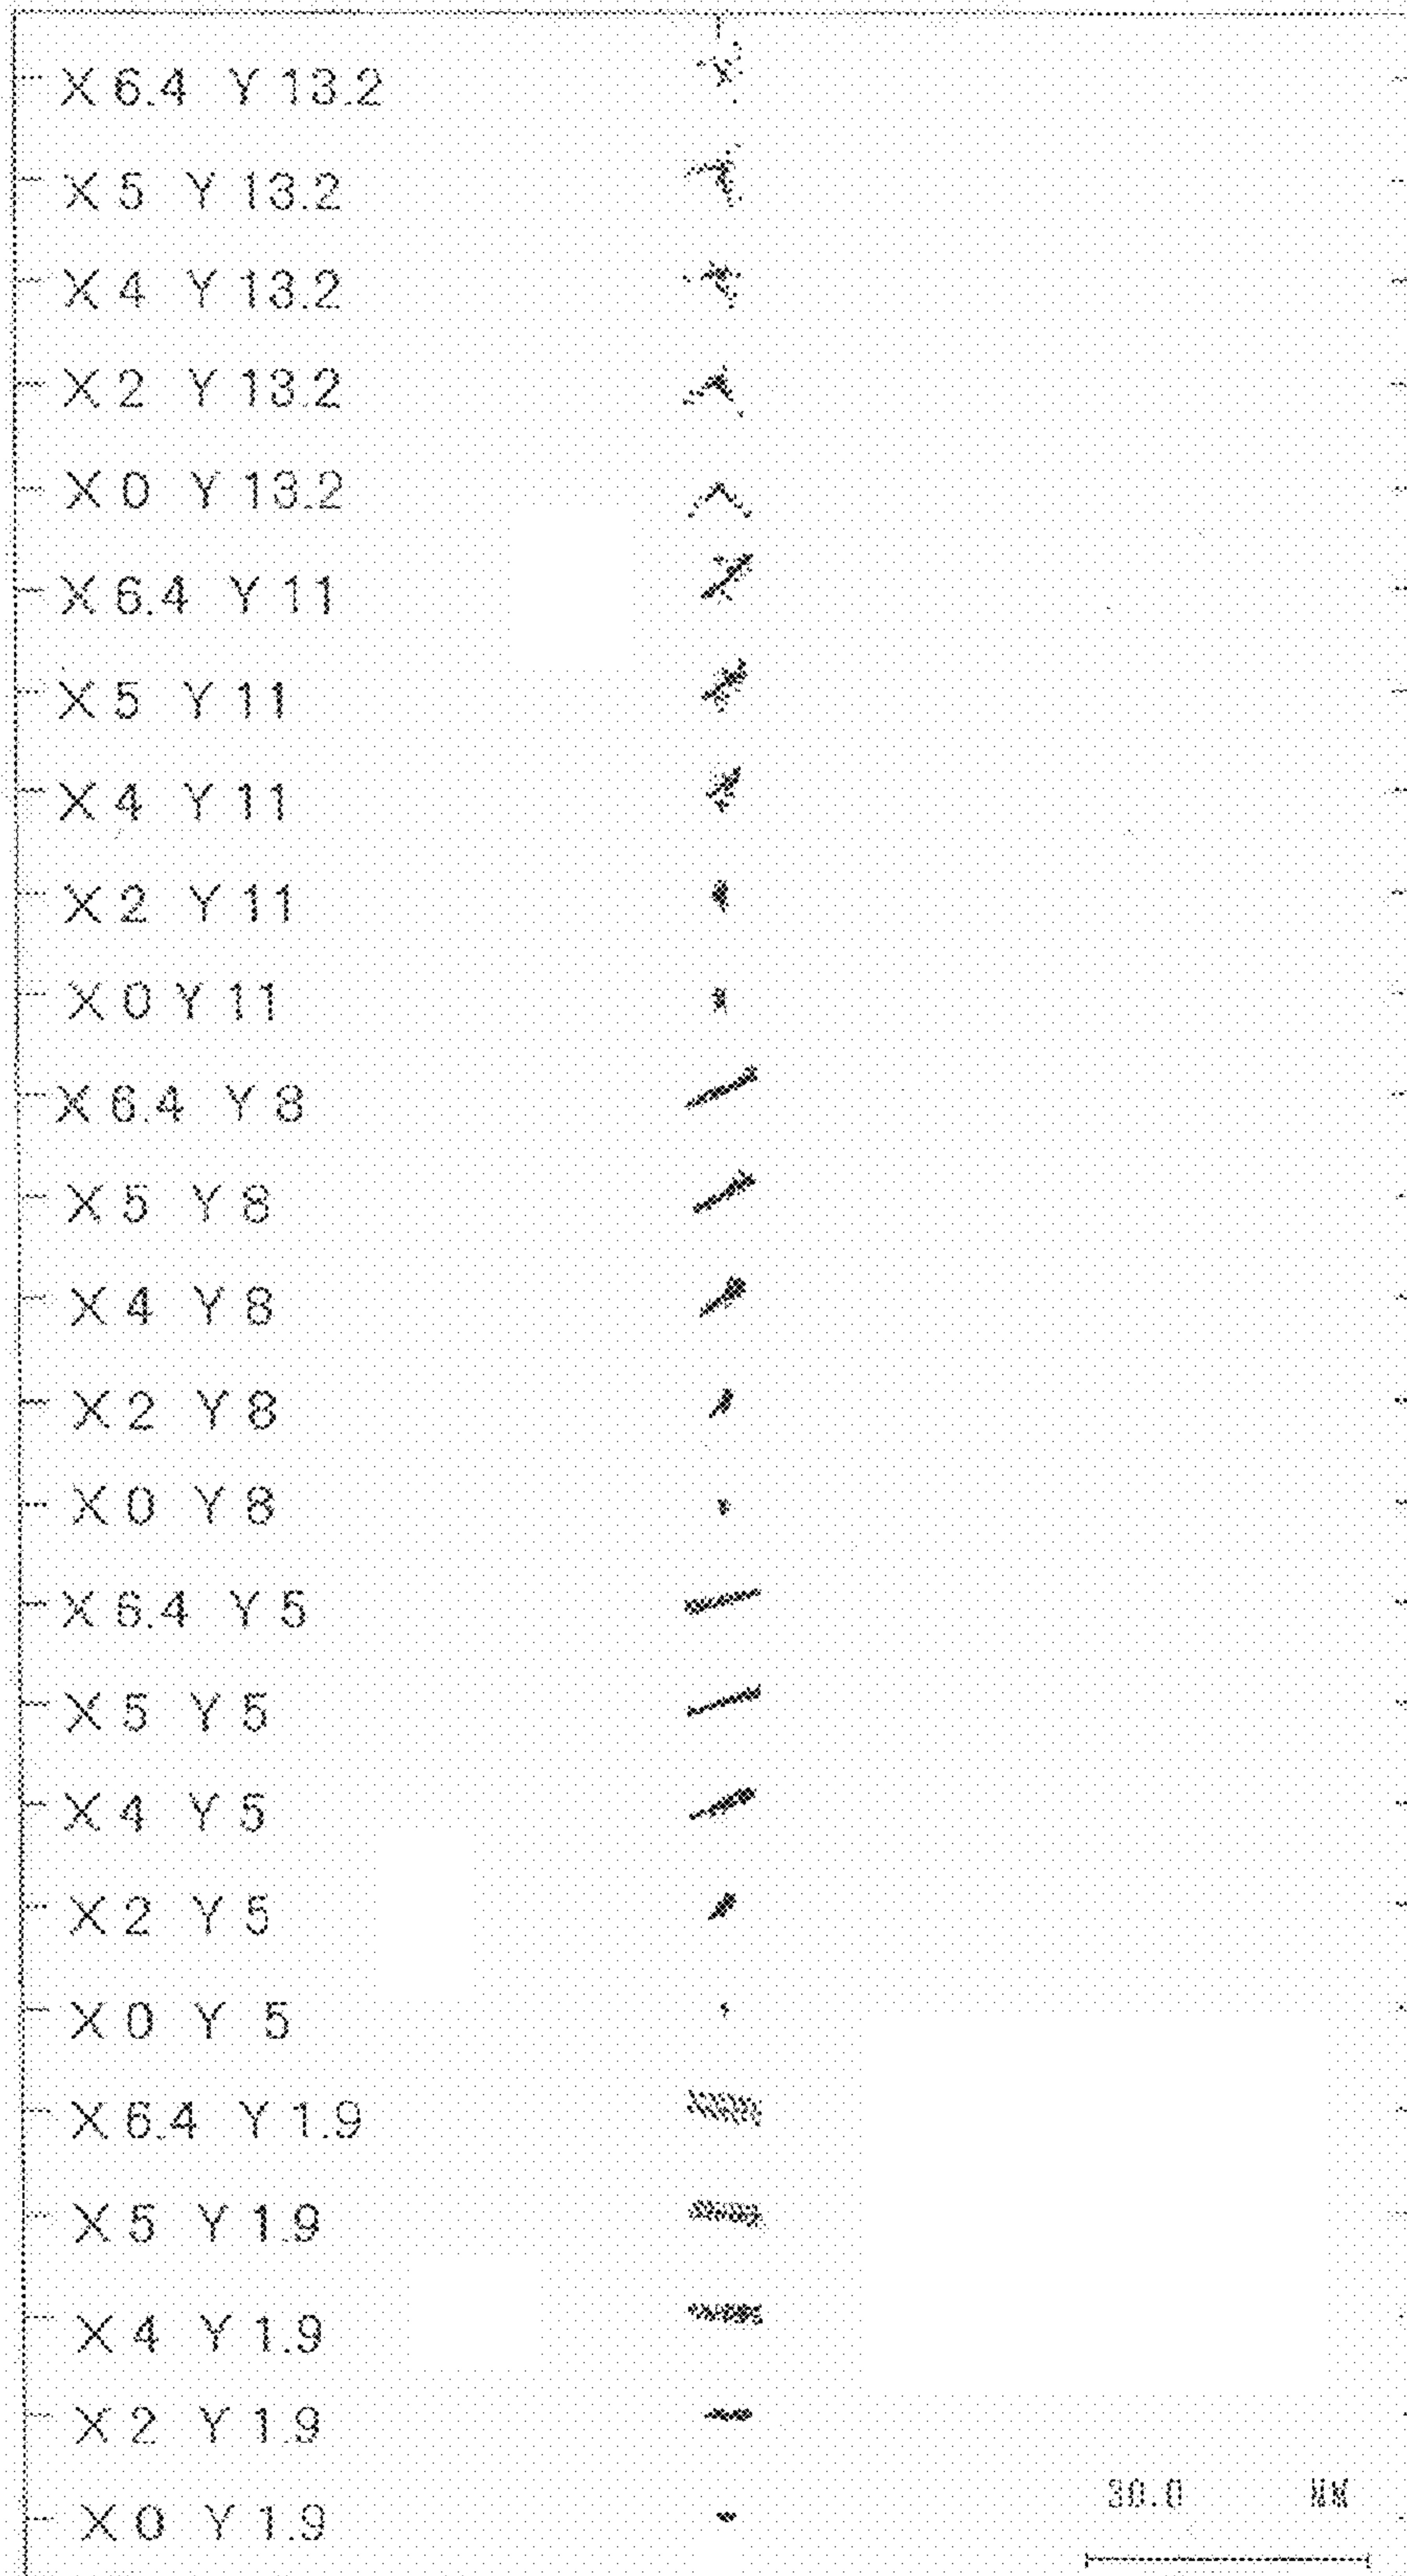 X 6.4 Y 13.2
X 5 Y 13.2
X 4 Y 13.2
X 2 Y 13.2
X 0 Y 13.2
X 6.4 Y 11
X 5 Y 11
X 4 Y 11
X 2 Y 11
X 0 Y 11
X 6.4 Y 8
X 5 Y 8
X 4 Y 8
X 2 Y 8
X 0 Y 8
X 6.4 Y 5
X 5 Y 5
X 4 Y 5
X 2 Y 5
X 0 Y 5
X 6.4 Y 1.9
X 5 Y 1.9
X 4 Y 1.9
X 2 Y 1.9
30.0 MM
X 0 Y 1.9